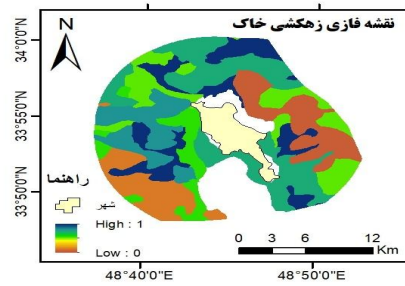 نقشه فازی زهکشی خاک
N
34°0'0"N
33°55'0"N
33°50'0"N
راهنما
شهر
High : 1
Low : 0
0 3 6 12
Km
48°40'0"E
48°50'0"E